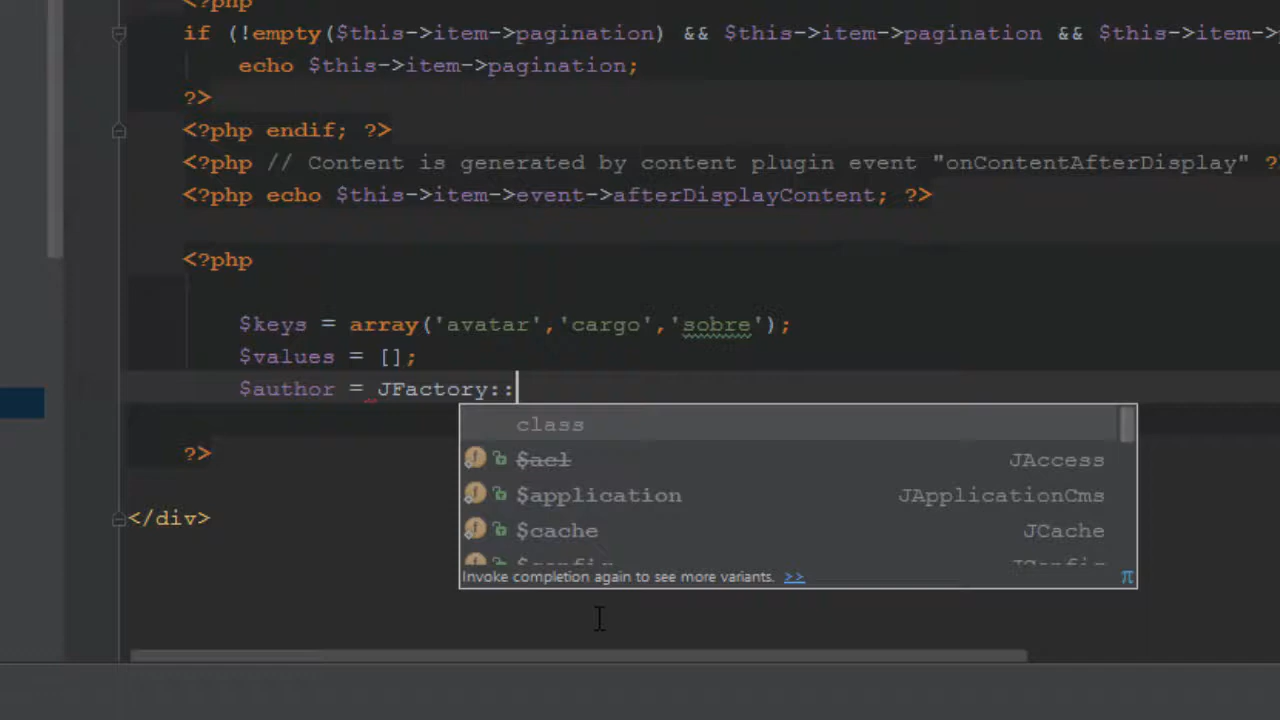 <?php
if (!empty($this->item->pagination) && $this->item->pagination && $this->item->
echo $this->item->pagination;
?>
<?php endif; ?>
<?php // Content is generated by content plugin event "onContentAfterDisplay" ?
<?php echo $this->item->event->afterDisplayContent; ?>
<?php
$keys = array('avatar','cargo','sobre');
$values = [];
$author = JFactory::
class
$acl JAccess
$application JApplicationCms
$cache JCache
$config JConfig
Invoke completion again to see more variants. >> π
?>
</div>